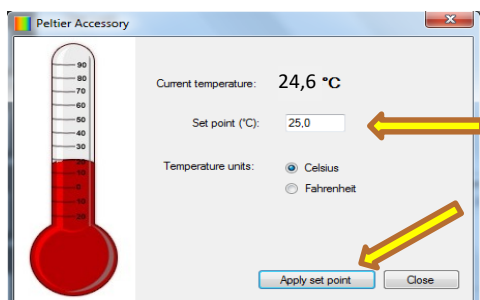 Peltier Accessory
90
80
70
60
50
40
30
Current temperature: 24,6 °C
Set point (°C): 25,0
Temperature units: Celsius
Fahrenheit
Apply set point Close